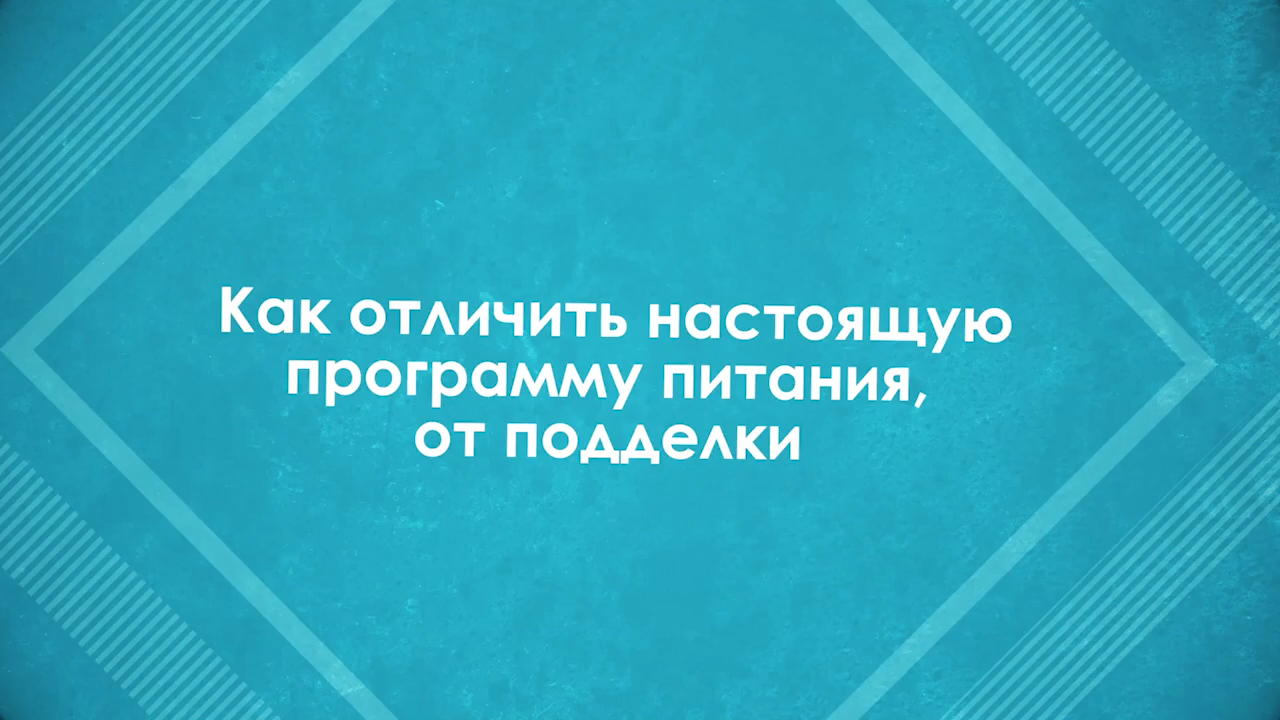 Как отличить настоящую
программу питания,
от подделки